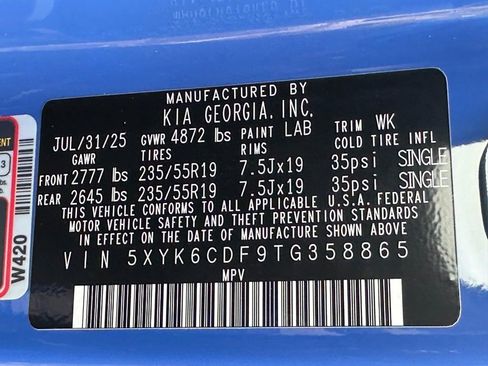 MANUFACTURED BY
KIA GEORGIA, INC.
JUL/31/25 GVWR 4872 lbs PAINT LAB TRIM WK
GAWR TIRES RIMS COLD TIRE INFL
FRONT 2777 lbs 235/55R19 7.5Jx19 35psi SINGLE
REAR 2645 lbs 235/55R19 7.5Jx19 35psi SINGLE
THIS VEHICLE CONFORMS TO ALL APPLICABLE U.S.A. FEDERAL
MOTOR VEHICLE SAFETY AND THEFT PREVENTION STANDARDS
IN EFFECT ON THE DATE OF MANUFACTURE SHOWN ABOVE.
VIN 5XYK6CDF9TG358865
MPV
W420